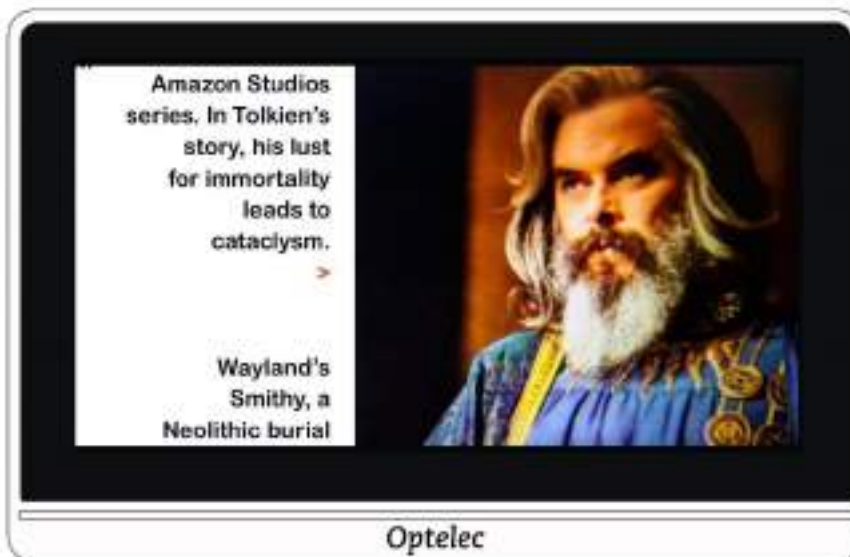 Amazon Studios
series. In Tolkien's
story, his lust
for immortality
leads to
cataclysm.
>
Wayland's
Smithy, a
Neolithic burial
Optelec